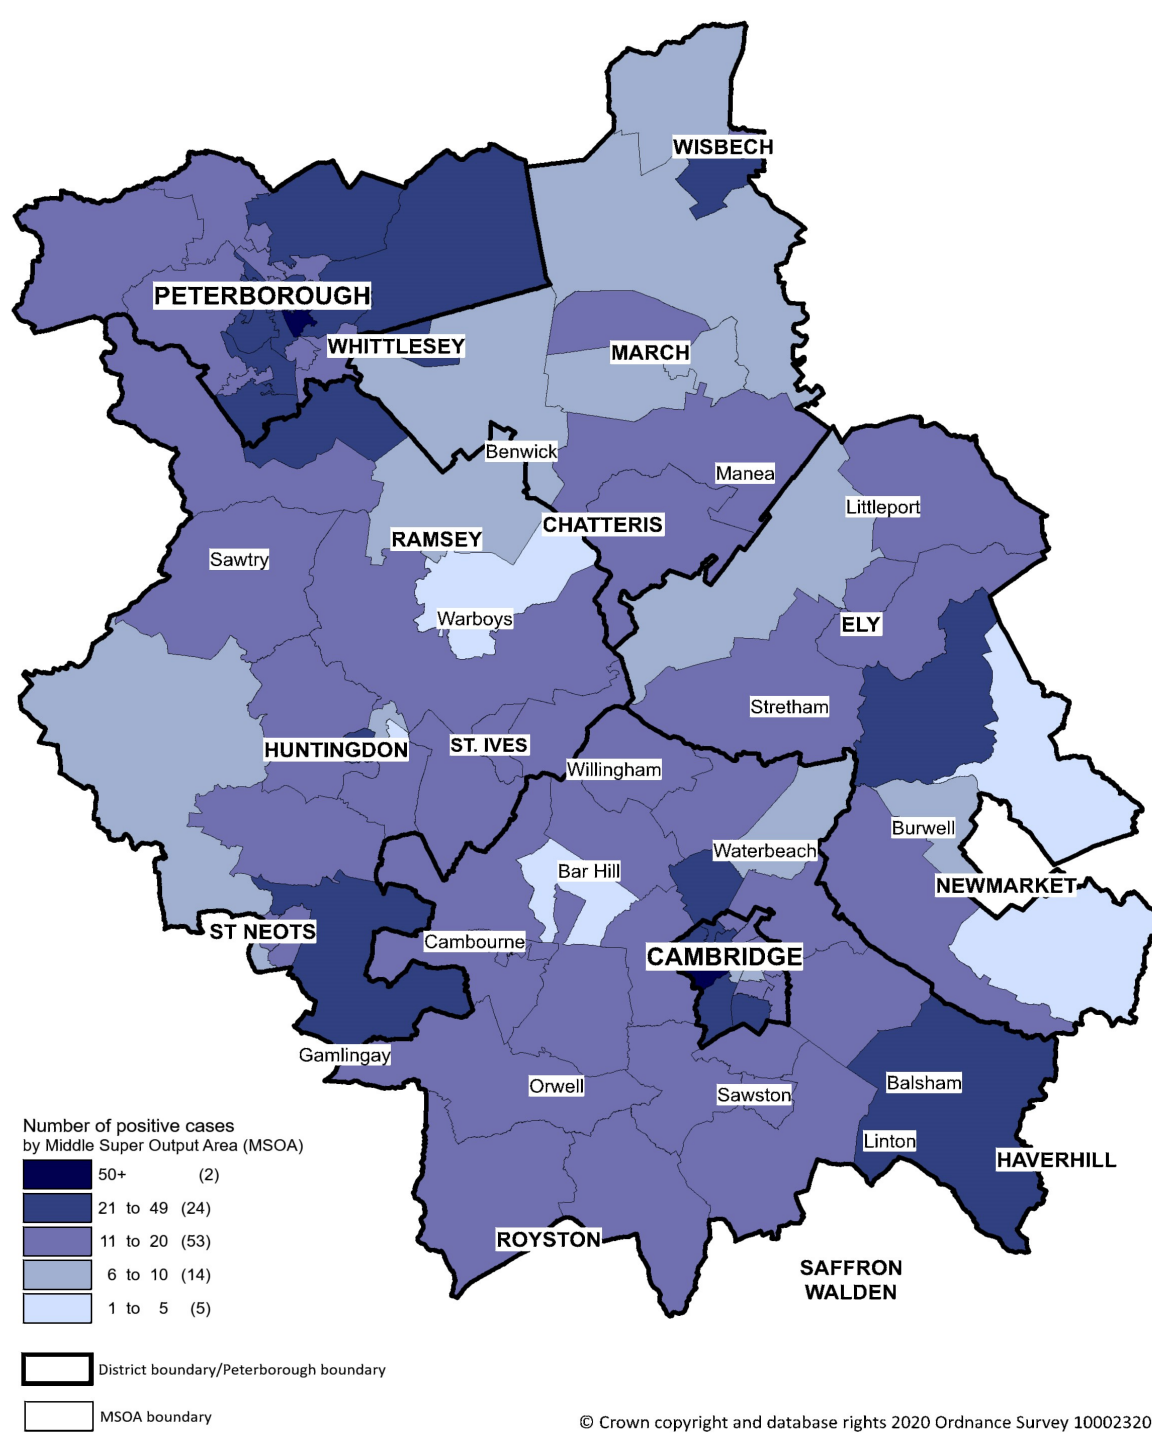 WISBECH
PETERBOROUGH
WHITTLESEY
MARCH
Benwick
Manea
Littleport
CHATTERIS
RAMSEY
Sawtry
Warboys
ELY
Stretham
HUNTINGDON
ST. IVES
Willingham
Burwell
Waterbeach
Bar Hill
NEWMARKET
ST NEOTS
Cambourne
CAMBRIDGE
Gamlingay
Orwell
Balsham
Sawston
Linton
HAVERHILL
ROYSTON
SAFFRON
WALDEN
Number of positive cases
by Middle Super Output Area (MSOA)
50+ (2)
21 to 49 (24)
11 to 20 (53)
6 to 10 (14)
1 to 5 (5)
District boundary/Peterborough boundary
MSOA boundary
© Crown copyright and database rights 2020 Ordnance Survey 10002320